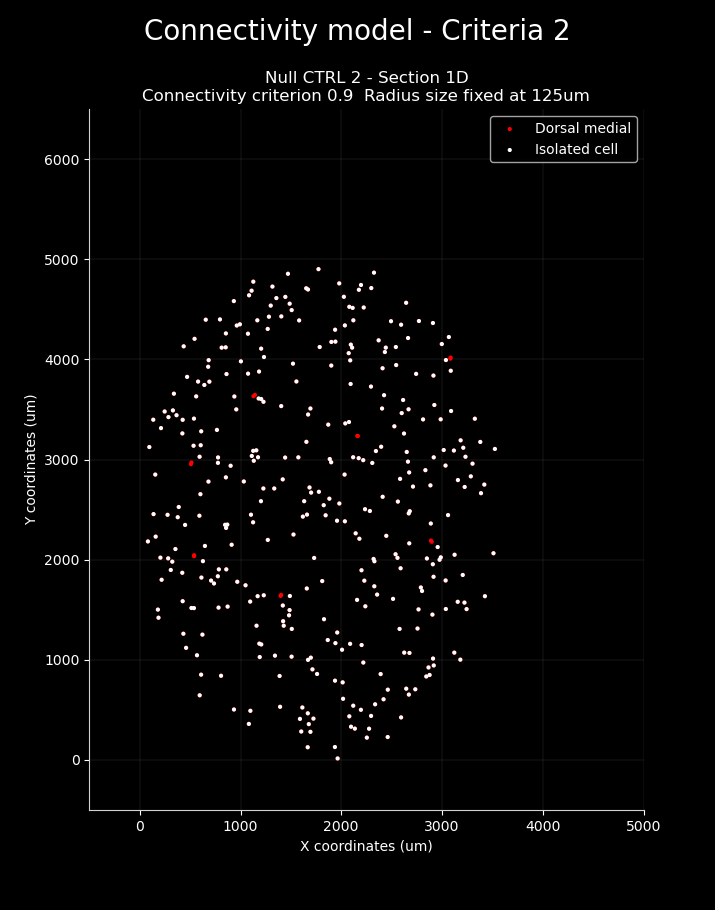 Connectivity model - Criteria 2
Null CTRL 2 - Section 1D
Connectivity criterion 0.9  Radius size fixed at 125um
Dorsal medial
Isolated cell
6000
5000
4000
3000
2000
1000
0
Y coordinates (um)
0 1000 2000 3000 4000 5000
X coordinates (um)